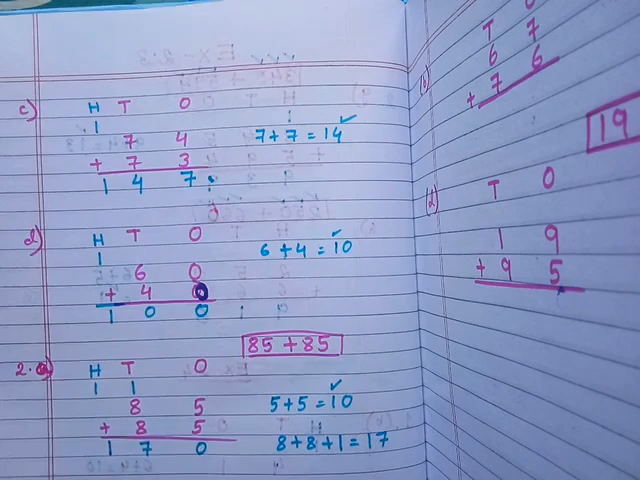 c) H T O
1
7 4 7+7=14
+ 7 3
1 4 7
d) H T O
1 6+4=10
6 0
+ 4 0
1 0 0
85+85
2. a) H T O
1 1
8 5 5+5=10
+ 8 5
1 7 0 8+8+1=17
(b) T O
6 7
+ 7 6
19
(d) T O
1 9
+ 9 5